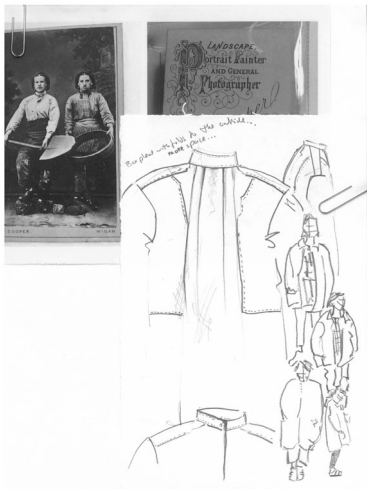 LANDSCAPE,
Portrait Painter
AND GENERAL
Photographer
Box pleat with folds to the outside...
more space...
COOPER WIGAN